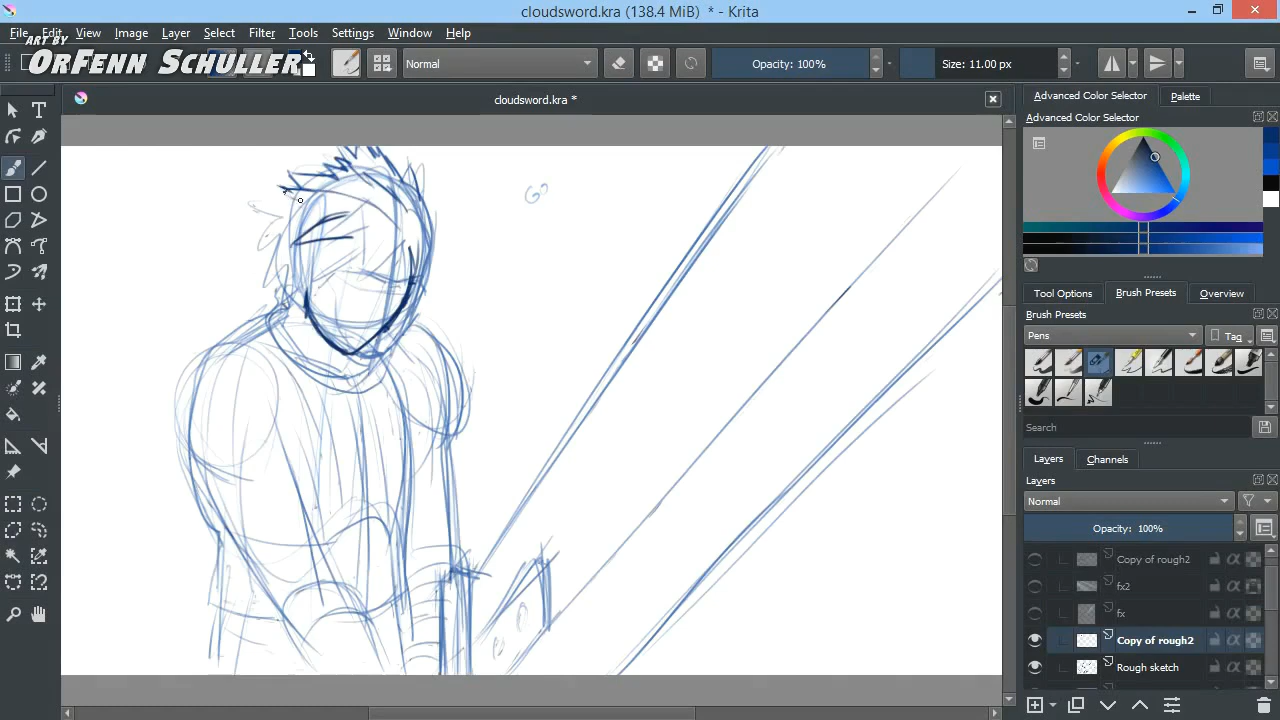 cloudsword.kra (138.4 MiB) * - Krita
File Edit View Image Layer Select Filter Tools Settings Window Help
ART BY
ORFENN SCHULLER
Normal
Opacity: 100%
Size: 11.00 px
cloudsword.kra *
Advanced Color Selector
Palette
Advanced Color Selector
Tool Options
Brush Presets
Overview
Brush Presets
Pens
Tag
Search
Layers
Channels
Layers
Normal
Opacity: 100%
Copy of rough2
fx2
fx
Copy of rough2
Rough sketch